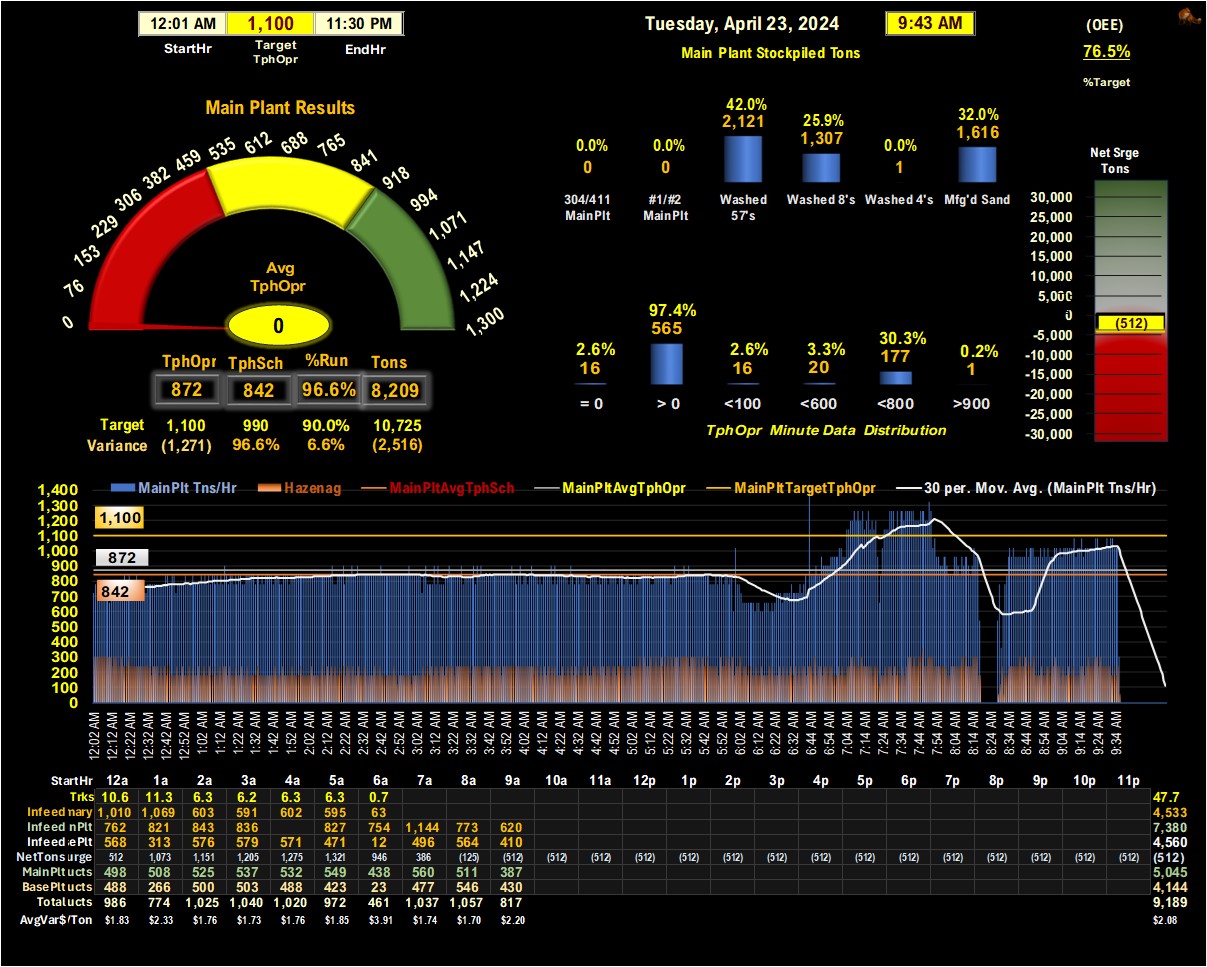 12:01 AM 1,100 11:30 PM
StartHr Target TphOpr EndHr
Tuesday, April 23, 2024 9:43 AM
Main Plant Stockpiled Tons
(OEE)
76.5%
%Target
Main Plant Results
0 76 153 229 306 382 459 535 612 688 765 841 918 994 1,071 1,147 1,224 1,300
Avg
TphOpr
0
TphOpr TphSch %Run Tons
872 842 96.6% 8,209
Target 1,100 990 90.0% 10,725
Variance (1,271) 96.6% 6.6% (2,516)
0.0% 0.0% 42.0% 25.9% 0.0% 32.0%
0 0 2,121 1,307 1 1,616
304/411 MainPlt #1/#2 MainPlt Washed 57's Washed 8's Washed 4's Mfg'd Sand
2.6% 97.4% 2.6% 3.3% 30.3% 0.2%
16 565 16 20 177 1
= 0 > 0 <100 <600 <800 >900
TphOpr Minute Data Distribution
Net Srge
Tons
30,000
25,000
20,000
15,000
10,000
5,000
0
(512)
-5,000
-10,000
-15,000
-20,000
-25,000
-30,000
MainPlt Tns/Hr Hazenag MainPltAvgTphSch MainPltAvgTphOpr MainPltTargetTphOpr 30 per. Mov. Avg. (MainPlt Tns/Hr)
1,400
1,300
1,200
1,100
1,000
900
800
700
600
500
400
300
200
100
0
1,100
872
842
12:02 AM 12:12 AM 12:22 AM 12:32 AM 12:42 AM 12:52 AM 1:02 AM 1:12 AM 1:22 AM 1:32 AM 1:42 AM 1:52 AM 2:02 AM 2:12 AM 2:22 AM 2:32 AM 2:42 AM 2:52 AM 3:02 AM 3:12 AM 3:22 AM 3:32 AM 3:42 AM 3:52 AM 4:02 AM 4:12 AM 4:22 AM 4:32 AM 4:42 AM 4:52 AM 5:02 AM 5:12 AM 5:22 AM 5:32 AM 5:42 AM 5:52 AM 6:02 AM 6:12 AM 6:22 AM 6:32 AM 6:44 AM 6:54 AM 7:04 AM 7:14 AM 7:24 AM 7:34 AM 7:44 AM 7:54 AM 8:04 AM 8:14 AM 8:24 AM 8:34 AM 8:44 AM 8:54 AM 9:04 AM 9:14 AM 9:24 AM 9:34 AM
StartHr 12a 1a 2a 3a 4a 5a 6a 7a 8a 9a 10a 11a 12p 1p 2p 3p 4p 5p 6p 7p 8p 9p 10p 11p
Trks 10.6 11.3 6.3 6.2 6.3 6.3 0.7 47.7
Infeed mary 1,010 1,069 603 591 602 595 63 4,533
Infeed nPlt 762 821 843 836 827 754 1,144 773 620 7,380
Infeed ePlt 568 313 576 579 571 471 12 496 564 410 4,560
NetTons urge 512 1,073 1,151 1,205 1,275 1,321 946 386 (125) (512) (512) (512) (512) (512) (512) (512) (512) (512) (512) (512) (512) (512) (512) (512) (512)
MainPlt ucts 498 508 525 537 532 549 438 560 511 387 5,045
BasePlt ucts 488 266 500 503 488 423 23 477 546 430 4,144
Total ucts 986 774 1,025 1,040 1,020 972 461 1,037 1,057 817 9,189
AvgVar$/Ton $1.83 $2.33 $1.76 $1.73 $1.76 $1.85 $3.91 $1.74 $1.70 $2.20 $2.08